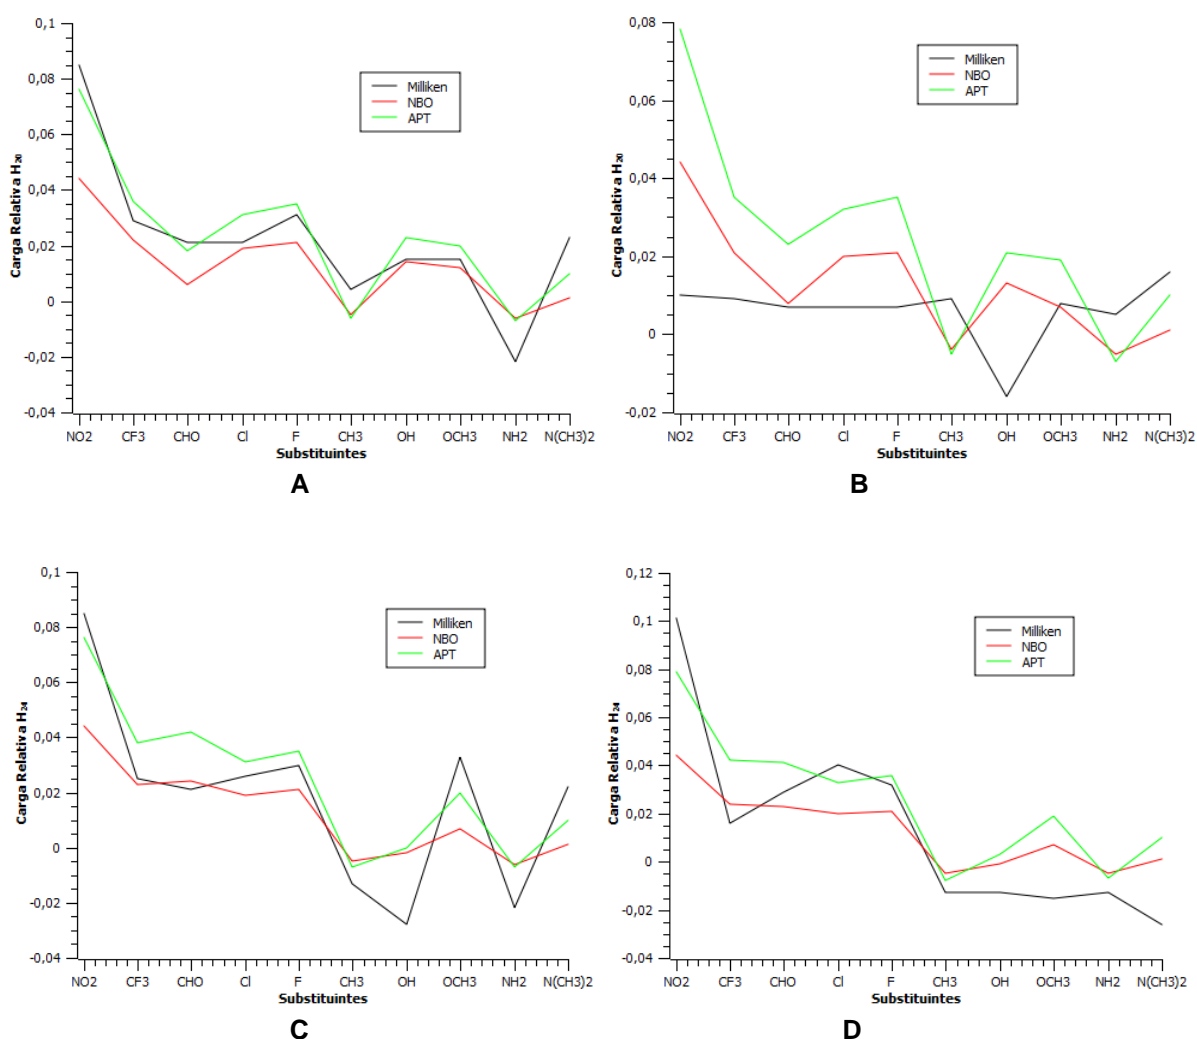 0,1
0,08
0,06
0,04
0,02
0
-0,02
-0,04
Carga Relativa H20
Milliken
NBO
APT
NO2 CF3 CHO Cl F CH3 OH OCH3 NH2 N(CH3)2
Substituintes
A
0,08
0,06
0,04
0,02
0
-0,02
Carga Relativa H20
Milliken
NBO
APT
NO2 CF3 CHO Cl F CH3 OH OCH3 NH2 N(CH3)2
Substituintes
B
0,1
0,08
0,06
0,04
0,02
0
-0,02
-0,04
Carga Relativa H24
Milliken
NBO
APT
NO2 CF3 CHO Cl F CH3 OH OCH3 NH2 N(CH3)2
Substituintes
C
0,12
0,1
0,08
0,06
0,04
0,02
0
-0,02
-0,04
Carga Relativa H24
Milliken
NBO
APT
NO2 CF3 CHO Cl F CH3 OH OCH3 NH2 N(CH3)2
Substituintes
D